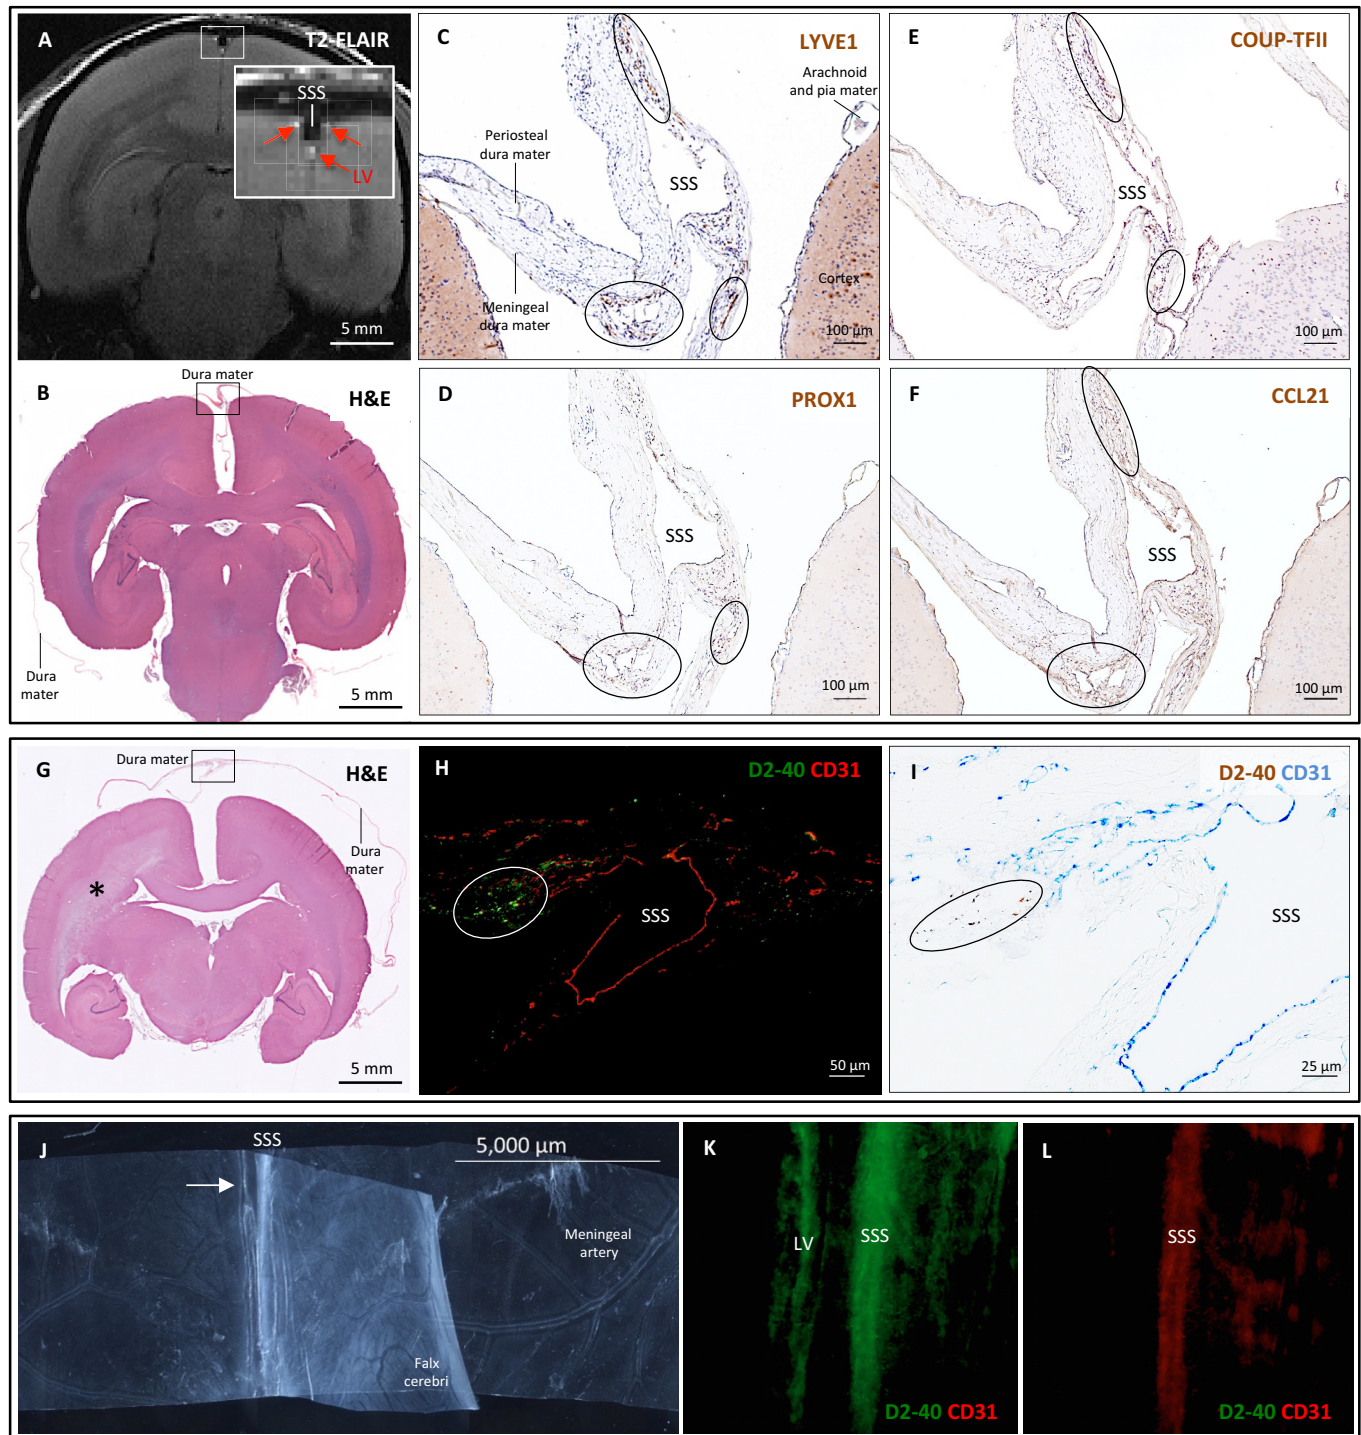 A
T2-FLAIR
SSS
LV
5 mm
C
LYVE1
Arachnoid
and pia mater
Periosteal
dura mater
SSS
Meningeal
dura mater
Cortex
100 µm
E
COUP-TFII
SSS
100 µm
B
Dura mater
H&E
Dura
mater
5 mm
D
PROX1
SSS
100 µm
F
CCL21
SSS
100 µm
G
Dura mater
H&E
Dura
mater
*
5 mm
H
D2-40 CD31
SSS
50 µm
I
D2-40 CD31
SSS
25 µm
J
SSS
5,000 µm
Meningeal
artery
Falx
cerebri
K
LV
SSS
D2-40 CD31
L
SSS
D2-40 CD31